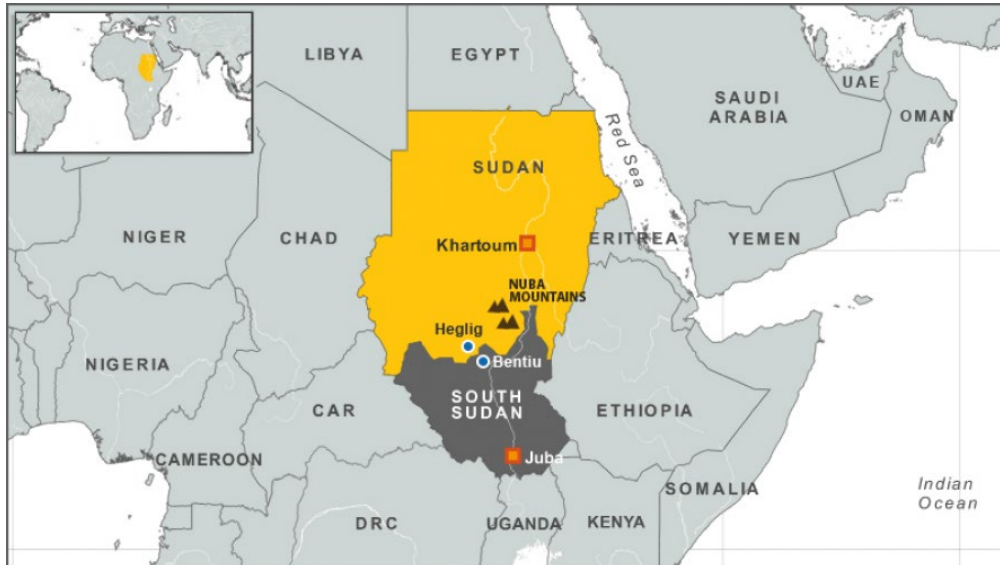 LIBYA
EGYPT
UAE
SAUDI
ARABIA
OMAN
Red Sea
SUDAN
NIGER
CHAD
Khartoum
ERITREA
YEMEN
NUBA
MOUNTAINS
Heglig
NIGERIA
Bentiu
SOUTH
SUDAN
CAR
ETHIOPIA
CAMEROON
Juba
SOMALIA
Indian
Ocean
DRC
UGANDA
KENYA